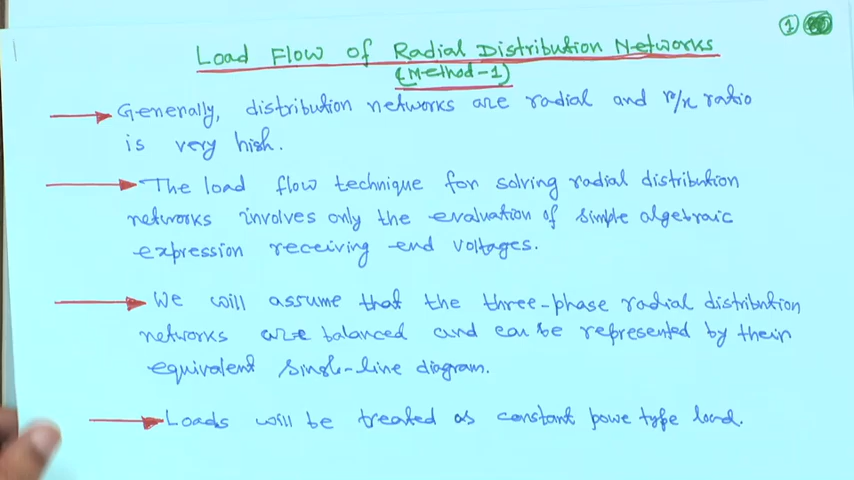 1
Load Flow of Radial Distribution Networks
(Method-1)
Generally, distribution networks are radial and r/x ratio
is very high.
The load flow technique for solving radial distribution
networks involves only the evaluation of simple algebraic
expression receiving end voltages.
We will assume that the three-phase radial distribution
networks are balanced and can be represented by their
equivalent single-line diagram.
Loads will be treated as constant powe type load.